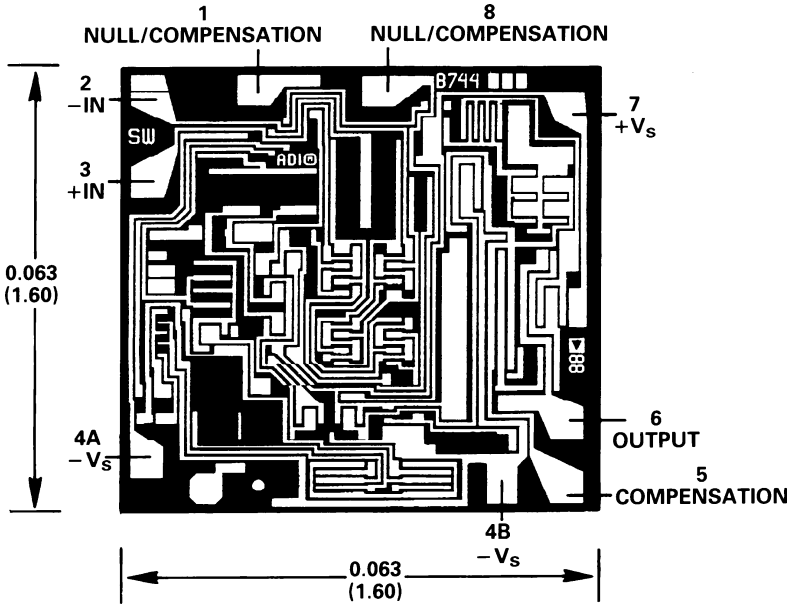 1
NULL/COMPENSATION
8
NULL/COMPENSATION
2
−IN
B744
7
+VS
SW
ADI®
3
+IN
0.063
(1.60)
88
4A
−VS
6
OUTPUT
5
COMPENSATION
4B
−VS
0.063
(1.60)